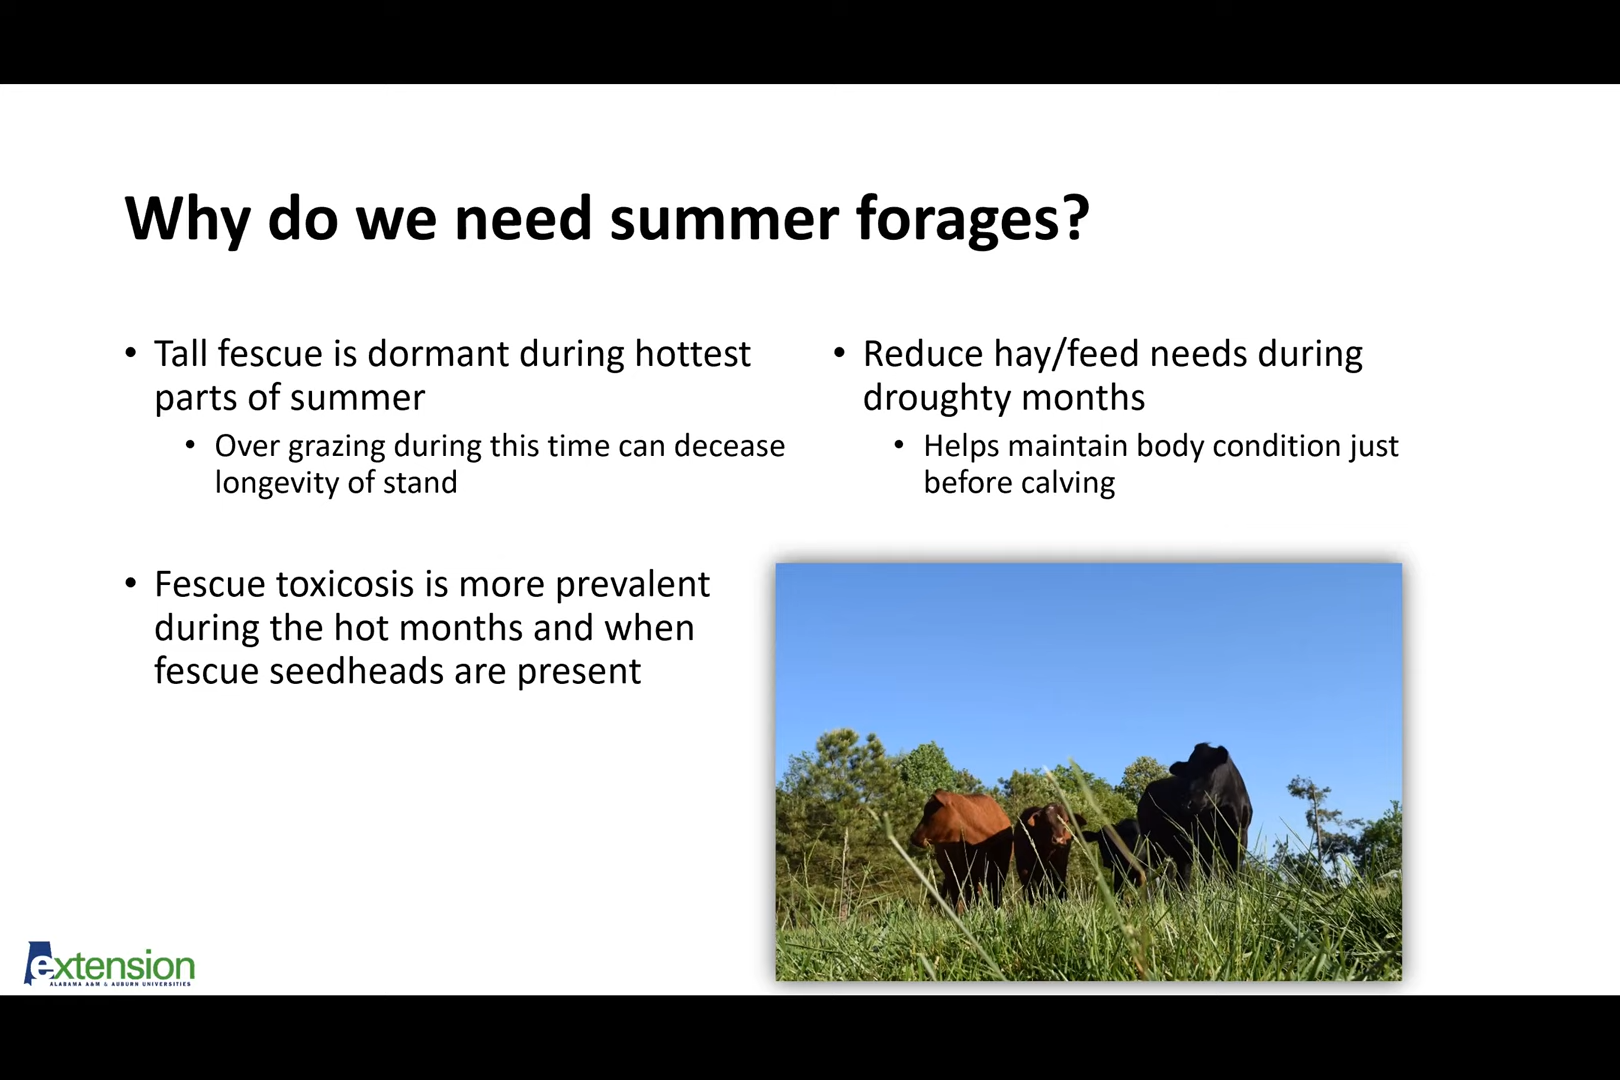 Why do we need summer forages?
• Tall fescue is dormant during hottest
parts of summer
• Over grazing during this time can decease
longevity of stand
• Fescue toxicosis is more prevalent
during the hot months and when
fescue seedheads are present
• Reduce hay/feed needs during
droughty months
• Helps maintain body condition just
before calving
extension
ALABAMA A&M & AUBURN UNIVERSITIES